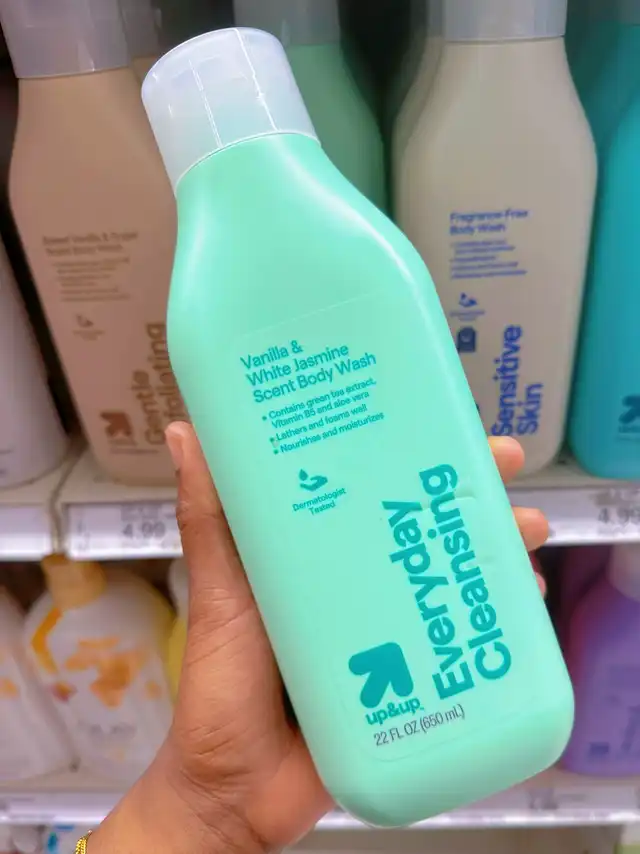 Vanilla &
White Jasmine
Scent Body Wash
• Contains green tea extract,
Vitamin B5 and aloe vera
• Lathers and foams well
• Nourishes and moisturizes
Dermatologist
Tested
Everyday
Cleansing
up&up™
22 FL OZ (650 mL)
Gentle
Exfoliating
Fragrance-Free
Body Wash
Sensitive
Skin
4.99
4.99